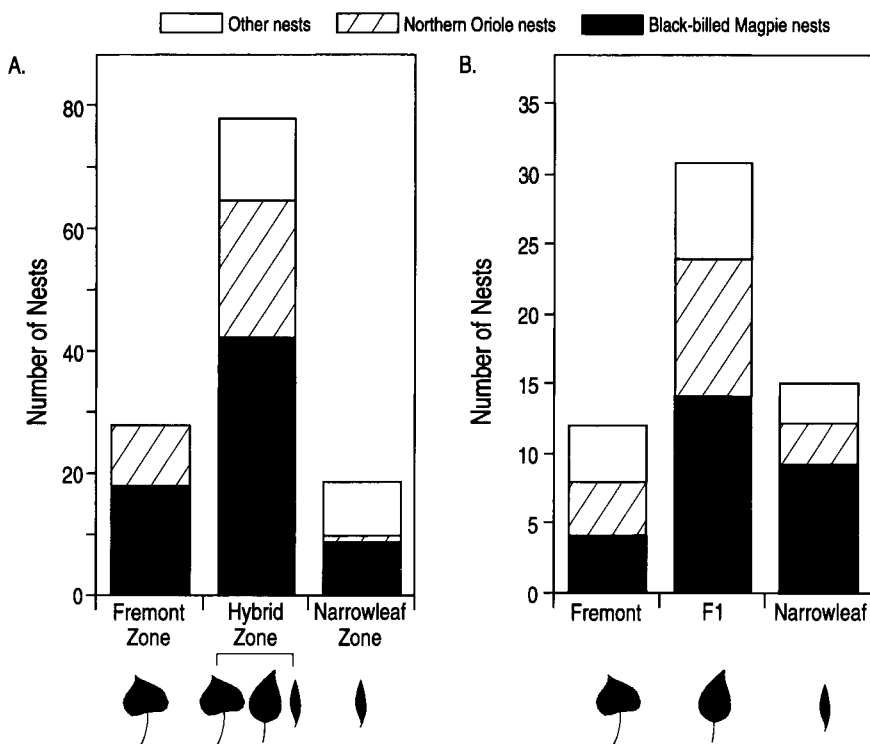 Other nests Northern Oriole nests Black-billed Magpie nests
A.
Number of Nests
80
60
40
20
0
Fremont Zone
Hybrid Zone
Narrowleaf Zone
B.
Number of Nests
35
30
25
20
15
10
5
0
Fremont
F1
Narrowleaf